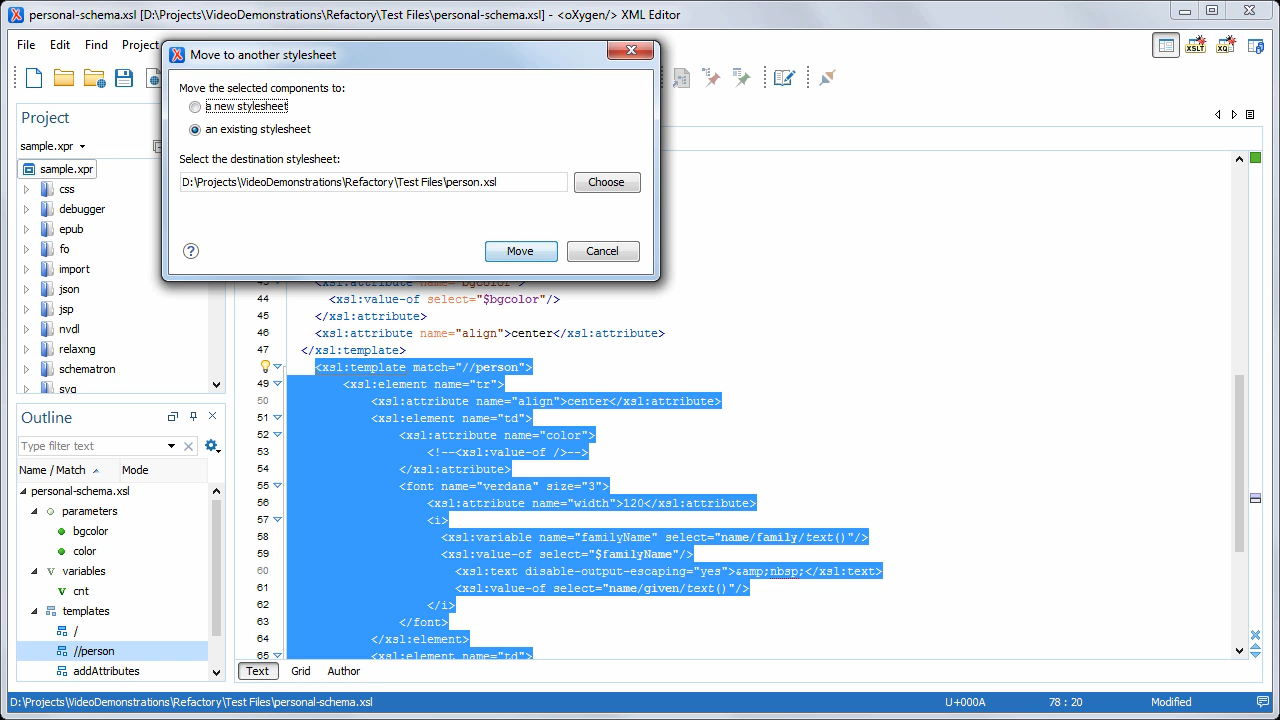 personal-schema.xsl [D:\Projects\VideoDemonstrations\Refactory\Test Files\personal-schema.xsl] - <oXygen/> XML Editor
File Edit Find Project
Move to another stylesheet
Move the selected components to:
a new stylesheet
an existing stylesheet
Select the destination stylesheet:
D:\Projects\VideoDemonstrations\Refactory\Test Files\person.xsl
Choose
Move
Cancel
XSLT
XQ
Project
sample.xpr
sample.xpr
css
debugger
epub
fo
import
json
jsp
nvdl
relaxng
schematron
svg
Outline
Type filter text
Name / Match Mode
personal-schema.xsl
parameters
bgcolor
color
variables
cnt
templates
/
//person
addAttributes
43 <xsl:attribute name="bgcolor">
44 <xsl:value-of select="$bgcolor"/>
45 </xsl:attribute>
46 <xsl:attribute name="align">center</xsl:attribute>
47 </xsl:template>
<xsl:template match="//person">
49 <xsl:element name="tr">
50 <xsl:attribute name="align">center</xsl:attribute>
51 <xsl:element name="td">
52 <xsl:attribute name="color">
53 <!--<xsl:value-of />-->
54 </xsl:attribute>
55 <font name="verdana" size="3">
56 <xsl:attribute name="width">120</xsl:attribute>
57 <i>
58 <xsl:variable name="familyName" select="name/family/text()"/>
59 <xsl:value-of select="$familyName"/>
60 <xsl:text disable-output-escaping="yes">&amp;nbsp;</xsl:text>
61 <xsl:value-of select="name/given/text()"/>
62 </i>
63 </font>
64 </xsl:element>
65 <xsl:element name="td">
Text Grid Author
D:\Projects\VideoDemonstrations\Refactory\Test Files\personal-schema.xsl U+000A 78 : 20 Modified